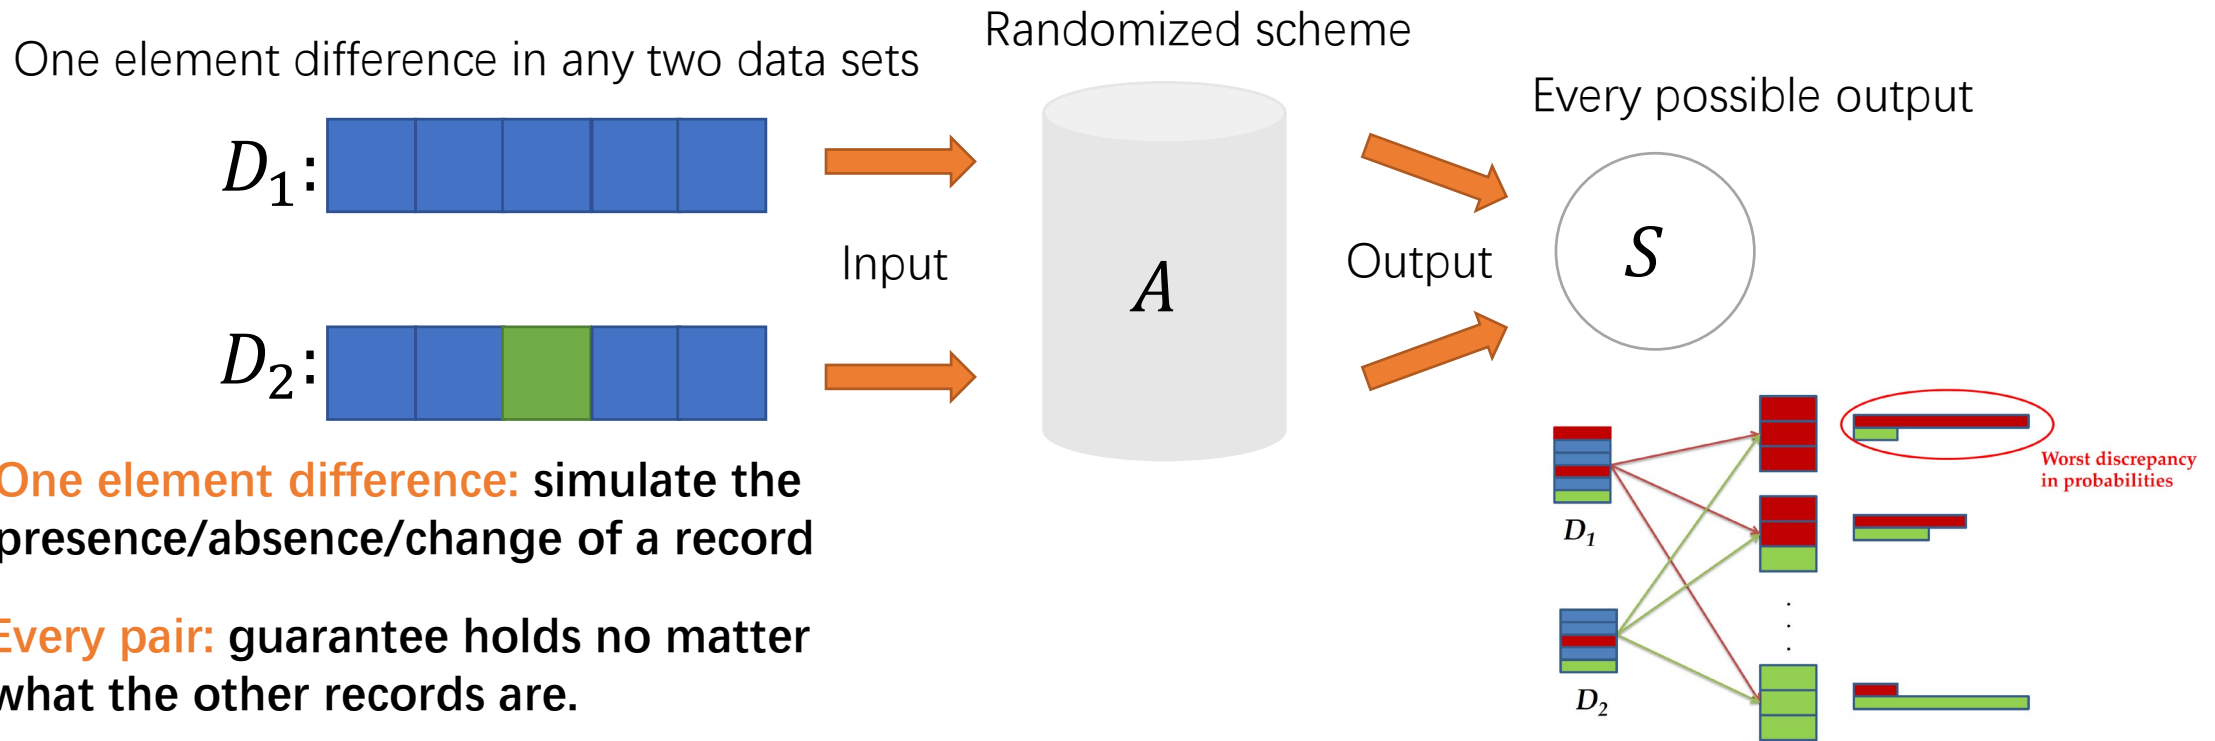 One element difference in any two data sets
Randomized scheme
Every possible output
D₁:
Input
A
Output
S
D₂:
One element difference: simulate the
presence/absence/change of a record
Every pair: guarantee holds no matter
what the other records are.
Worst discrepancy
in probabilities
D₁
D₂